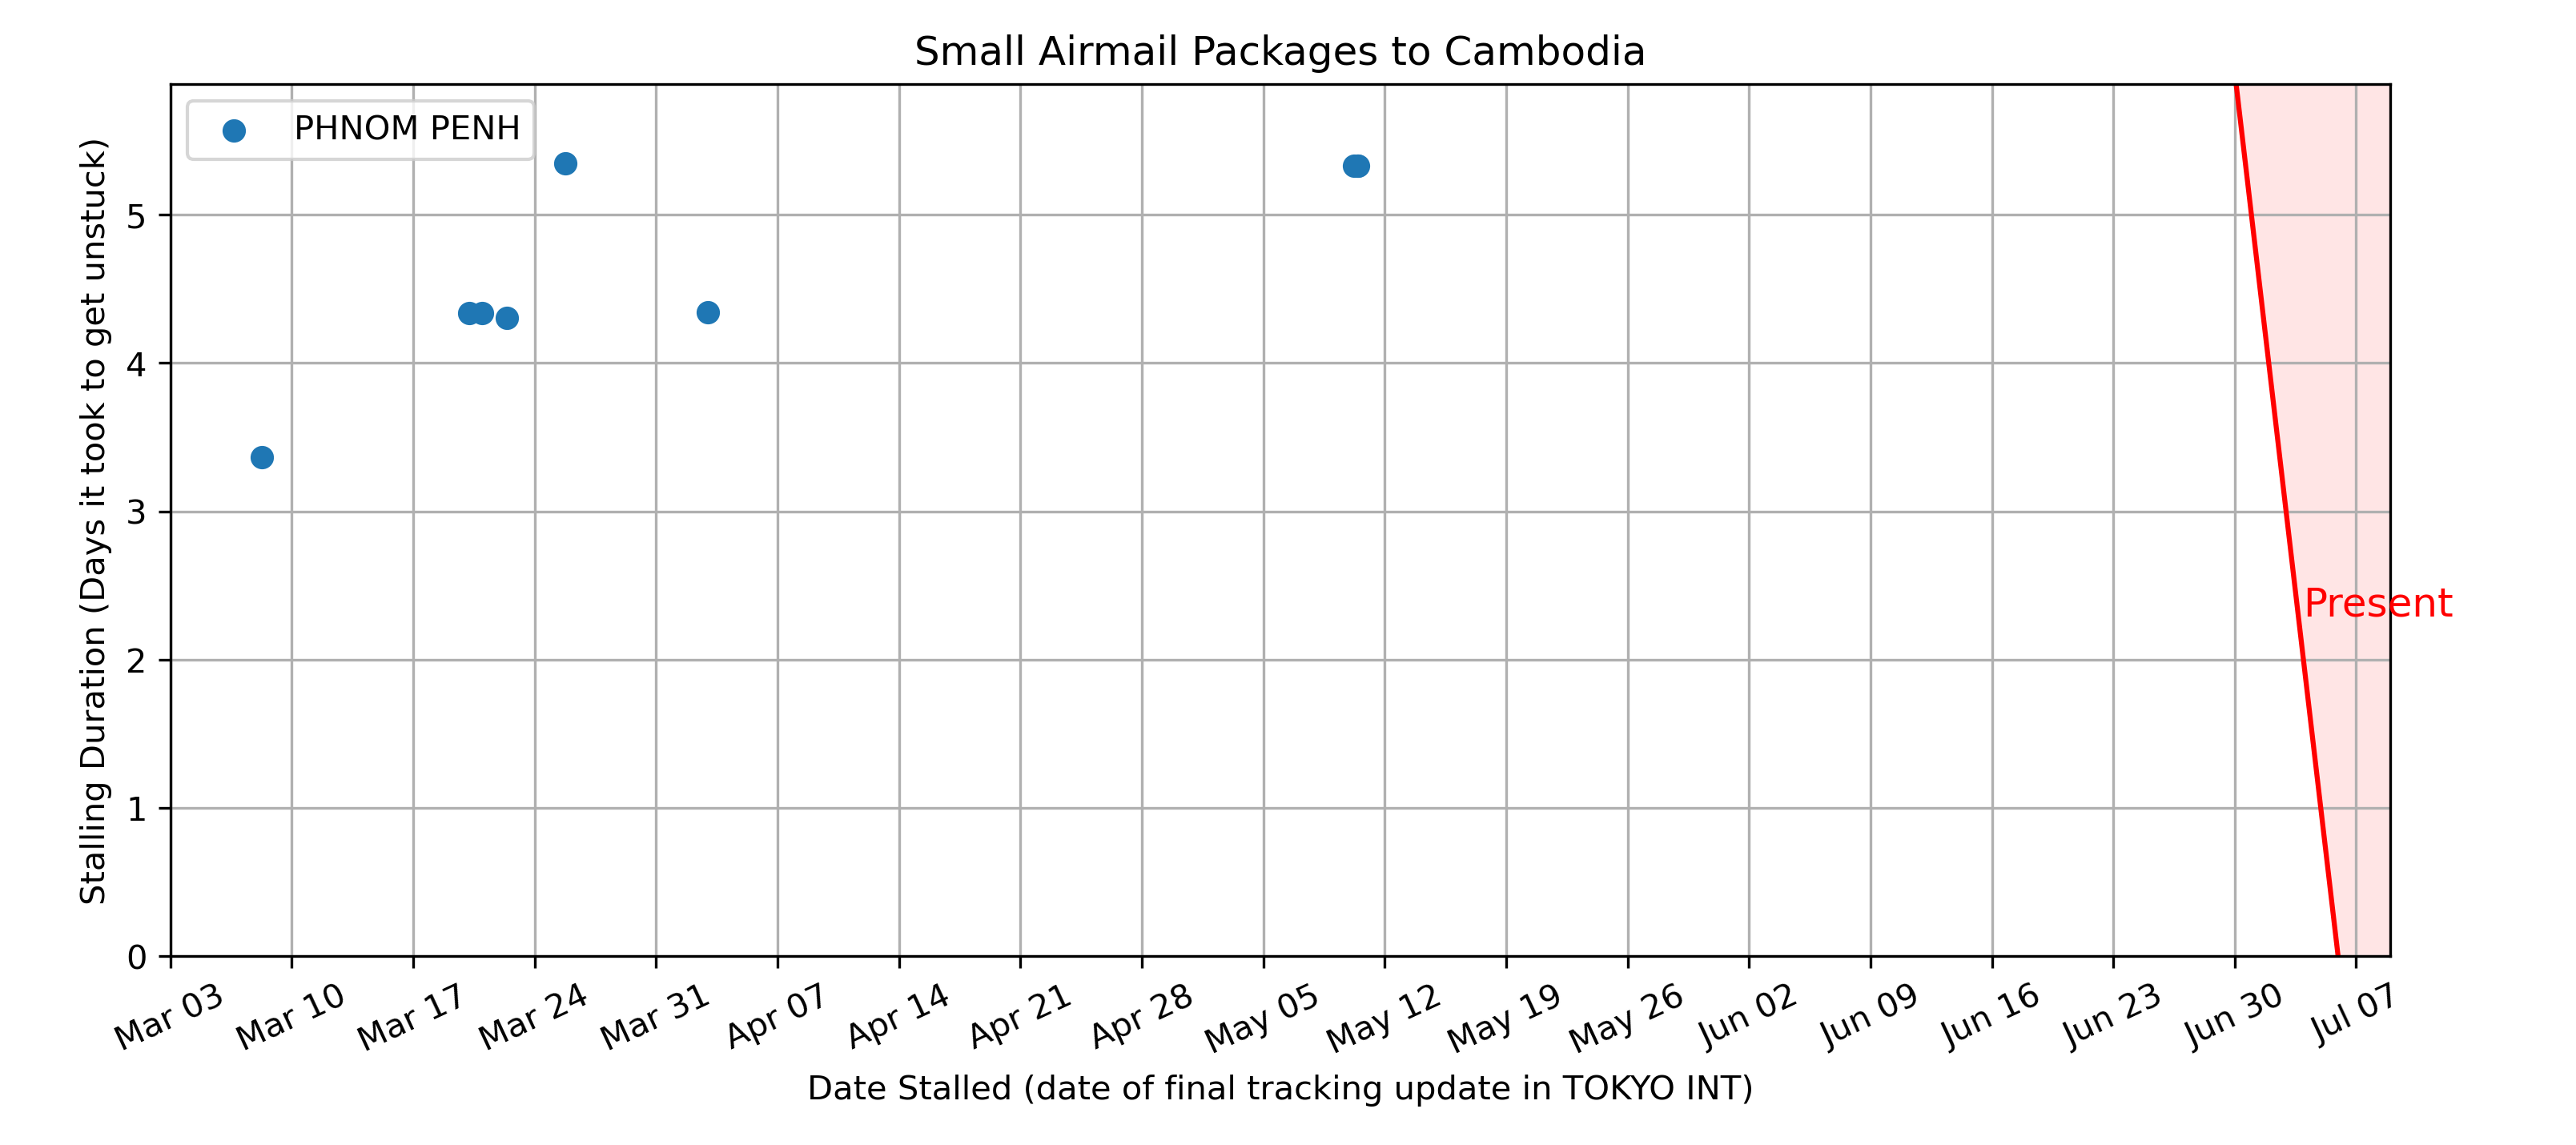 Small Airmail Packages to Cambodia
PHNOM PENH
Stalling Duration (Days it took to get unstuck)
5
4
3
2
1
0
Present
Mar 03
Mar 10
Mar 17
Mar 24
Mar 31
Apr 07
Apr 14
Apr 21
Apr 28
May 05
May 12
May 19
May 26
Jun 02
Jun 09
Jun 16
Jun 23
Jun 30
Jul 07
Date Stalled (date of final tracking update in TOKYO INT)